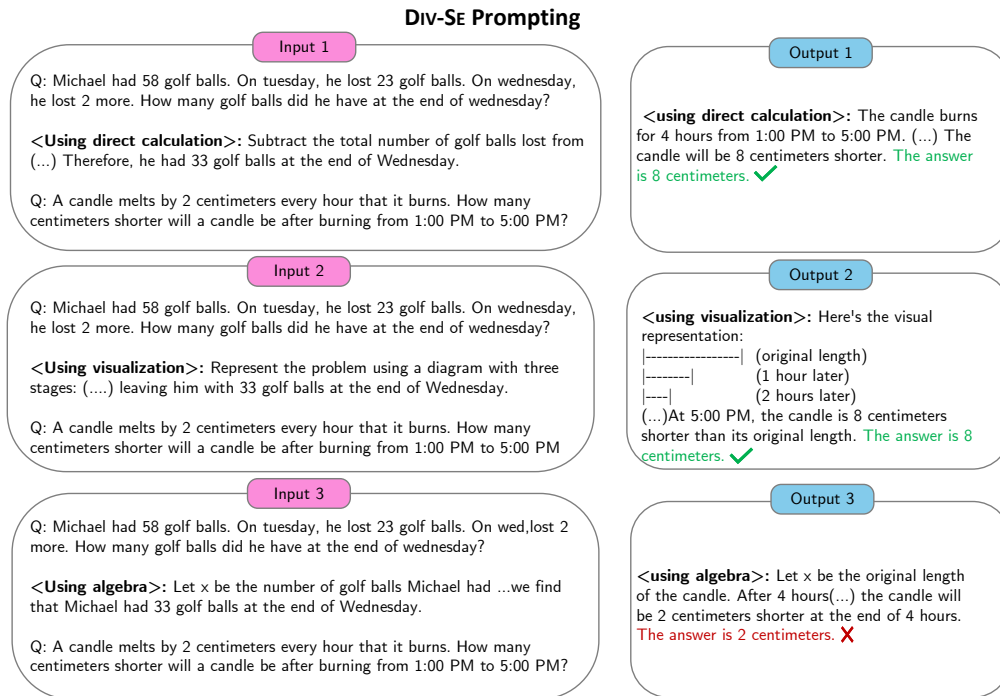 DIV-SE Prompting
Input 1
Q: Michael had 58 golf balls. On tuesday, he lost 23 golf balls. On wednesday,
he lost 2 more. How many golf balls did he have at the end of wednesday?
<Using direct calculation>: Subtract the total number of golf balls lost from
(...) Therefore, he had 33 golf balls at the end of Wednesday.
Q: A candle melts by 2 centimeters every hour that it burns. How many
centimeters shorter will a candle be after burning from 1:00 PM to 5:00 PM?
Output 1
<using direct calculation>: The candle burns
for 4 hours from 1:00 PM to 5:00 PM. (...) The
candle will be 8 centimeters shorter. The answer
is 8 centimeters. ✓
Input 2
Q: Michael had 58 golf balls. On tuesday, he lost 23 golf balls. On wednesday,
he lost 2 more. How many golf balls did he have at the end of wednesday?
<Using visualization>: Represent the problem using a diagram with three
stages: (....) leaving him with 33 golf balls at the end of Wednesday.
Q: A candle melts by 2 centimeters every hour that it burns. How many
centimeters shorter will a candle be after burning from 1:00 PM to 5:00 PM
Output 2
<using visualization>: Here's the visual
representation:
|-----------------| (original length)
|--------| (1 hour later)
|----| (2 hours later)
(...)At 5:00 PM, the candle is 8 centimeters
shorter than its original length. The answer is 8
centimeters. ✓
Input 3
Q: Michael had 58 golf balls. On tuesday, he lost 23 golf balls. On wed,lost 2
more. How many golf balls did he have at the end of wednesday?
<Using algebra>: Let x be the number of golf balls Michael had ...we find
that Michael had 33 golf balls at the end of Wednesday.
Q: A candle melts by 2 centimeters every hour that it burns. How many
centimeters shorter will a candle be after burning from 1:00 PM to 5:00 PM?
Output 3
<using algebra>: Let x be the original length
of the candle. After 4 hours(...) the candle will
be 2 centimeters shorter at the end of 4 hours.
The answer is 2 centimeters. X